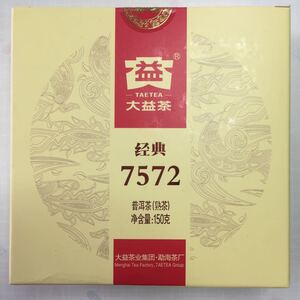 益®
TAETEA
大益茶
经典
7572
普洱茶(熟茶)
净含量:150克
大益茶业集团·勐海茶厂
Menghai Tea Factory, TAETEA Group